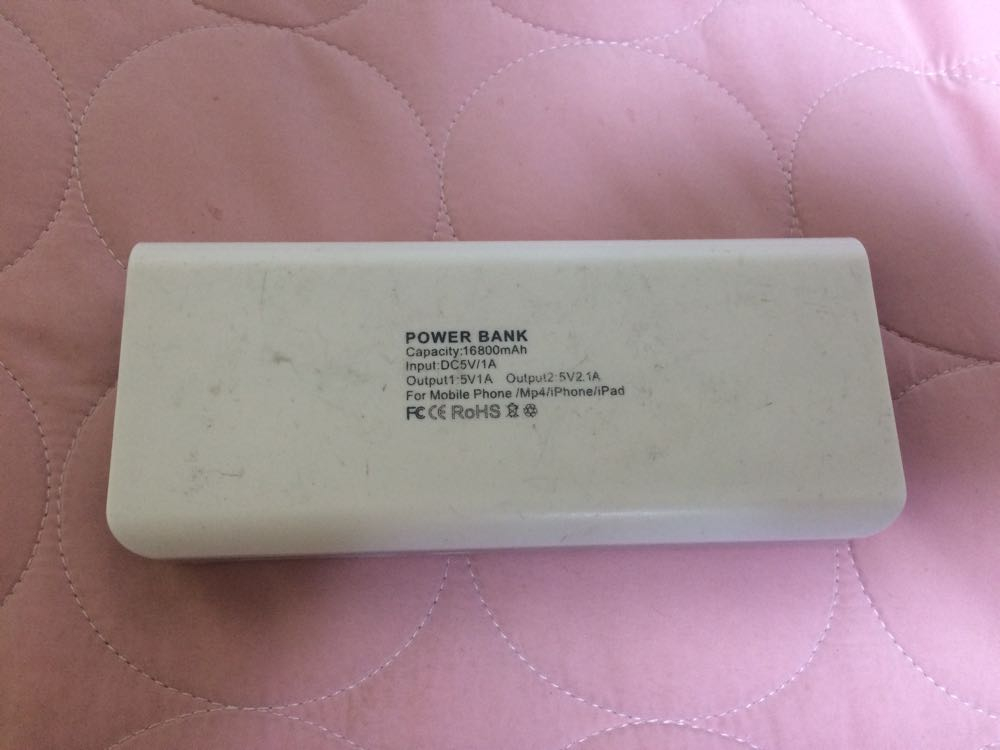 POWER BANK
Capacity:16800mAh
Input:DC5V/1A
Output1:5V1A Output2:5V2.1A
For Mobile Phone /Mp4/iPhone/iPad
FC CE RoHS